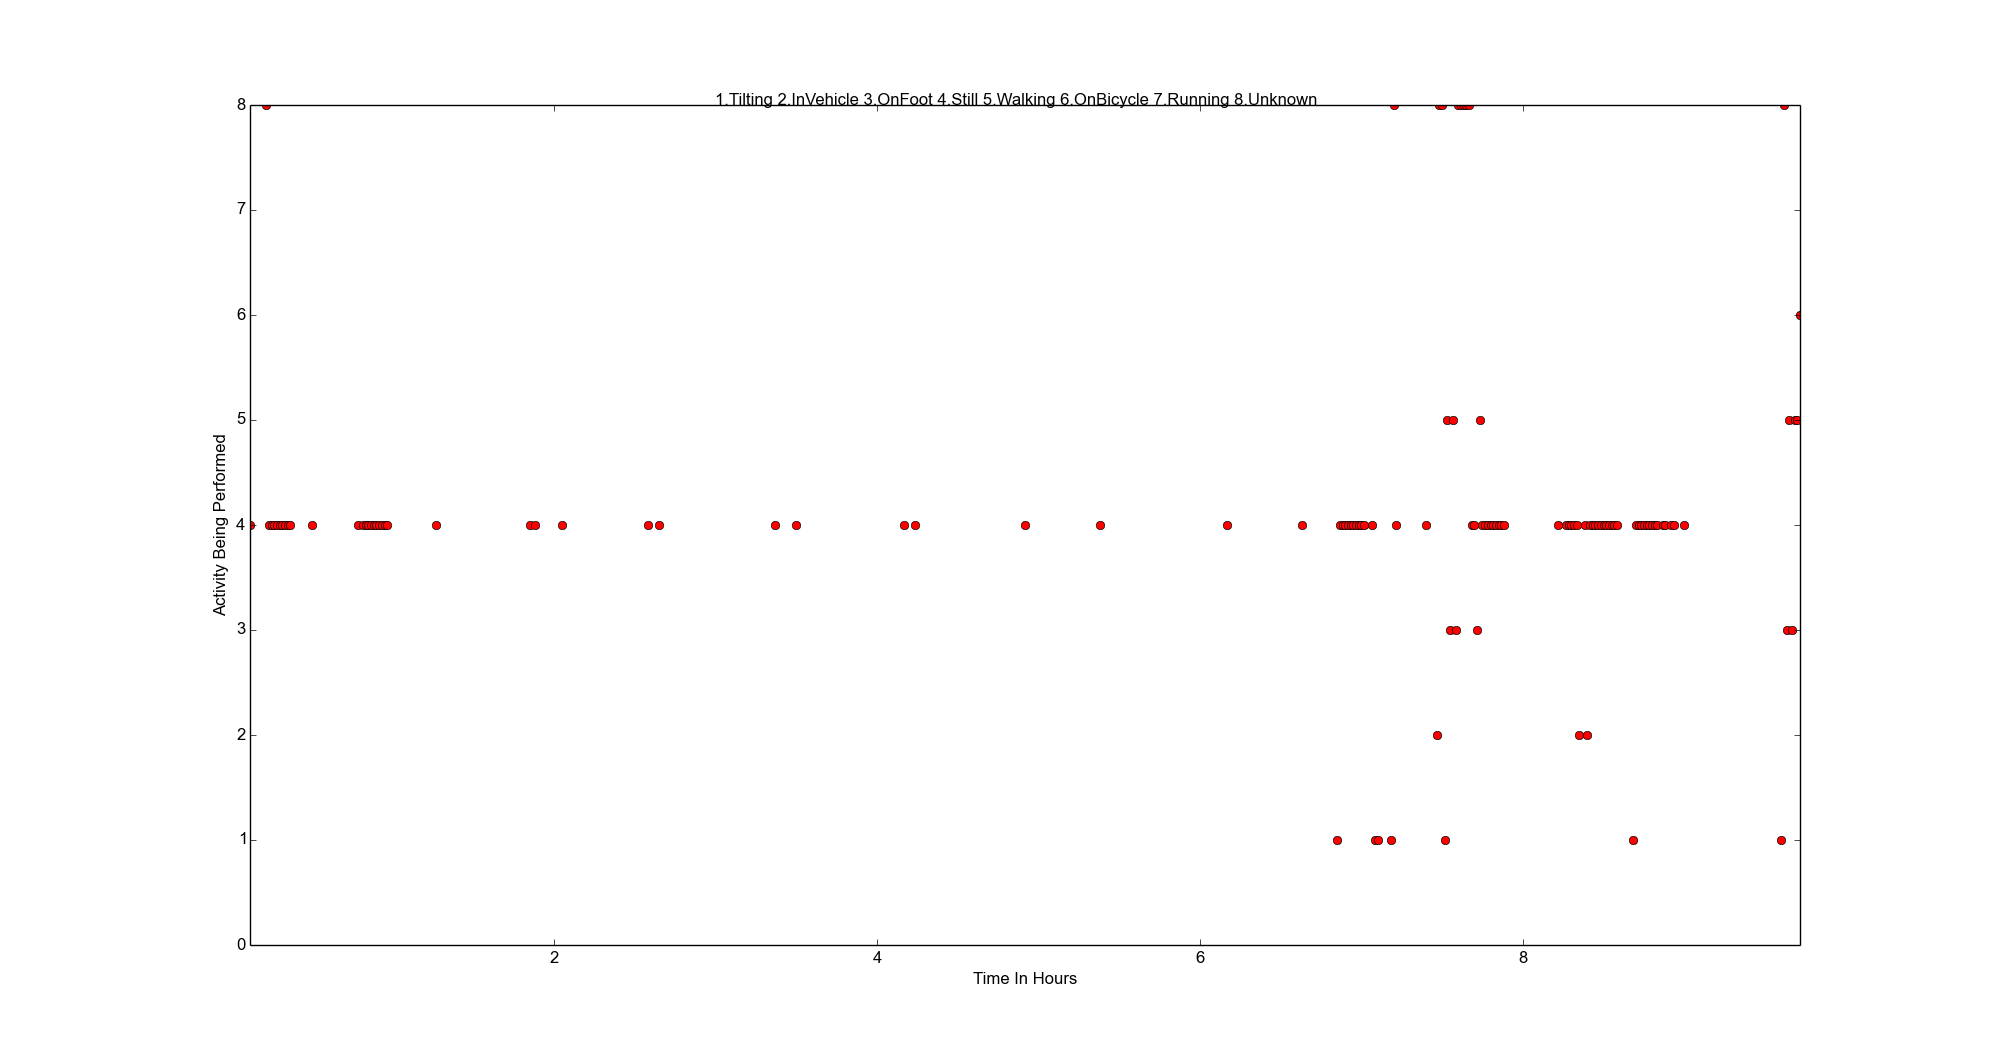 1.Tilting 2.InVehicle 3.OnFoot 4.Still 5.Walking 6.OnBicycle 7.Running 8.Unknown
8
7
6
5
4
3
2
1
0
Activity Being Performed
2 4 6 8
Time In Hours